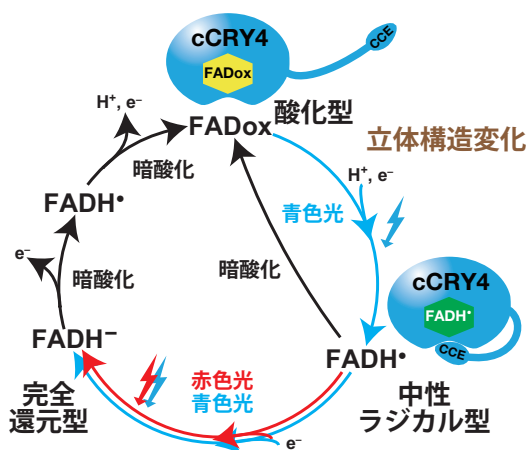 cCRY4
CCE
FADox
H⁺, e⁻
FADox
酸化型
立体構造変化
暗酸化
H⁺, e⁻
FADH•
青色光
e⁻
暗酸化
暗酸化
cCRY4
FADH•
CCE
FADH⁻
FADH•
完全
還元型
赤色光
青色光
中性
ラジカル型
e⁻